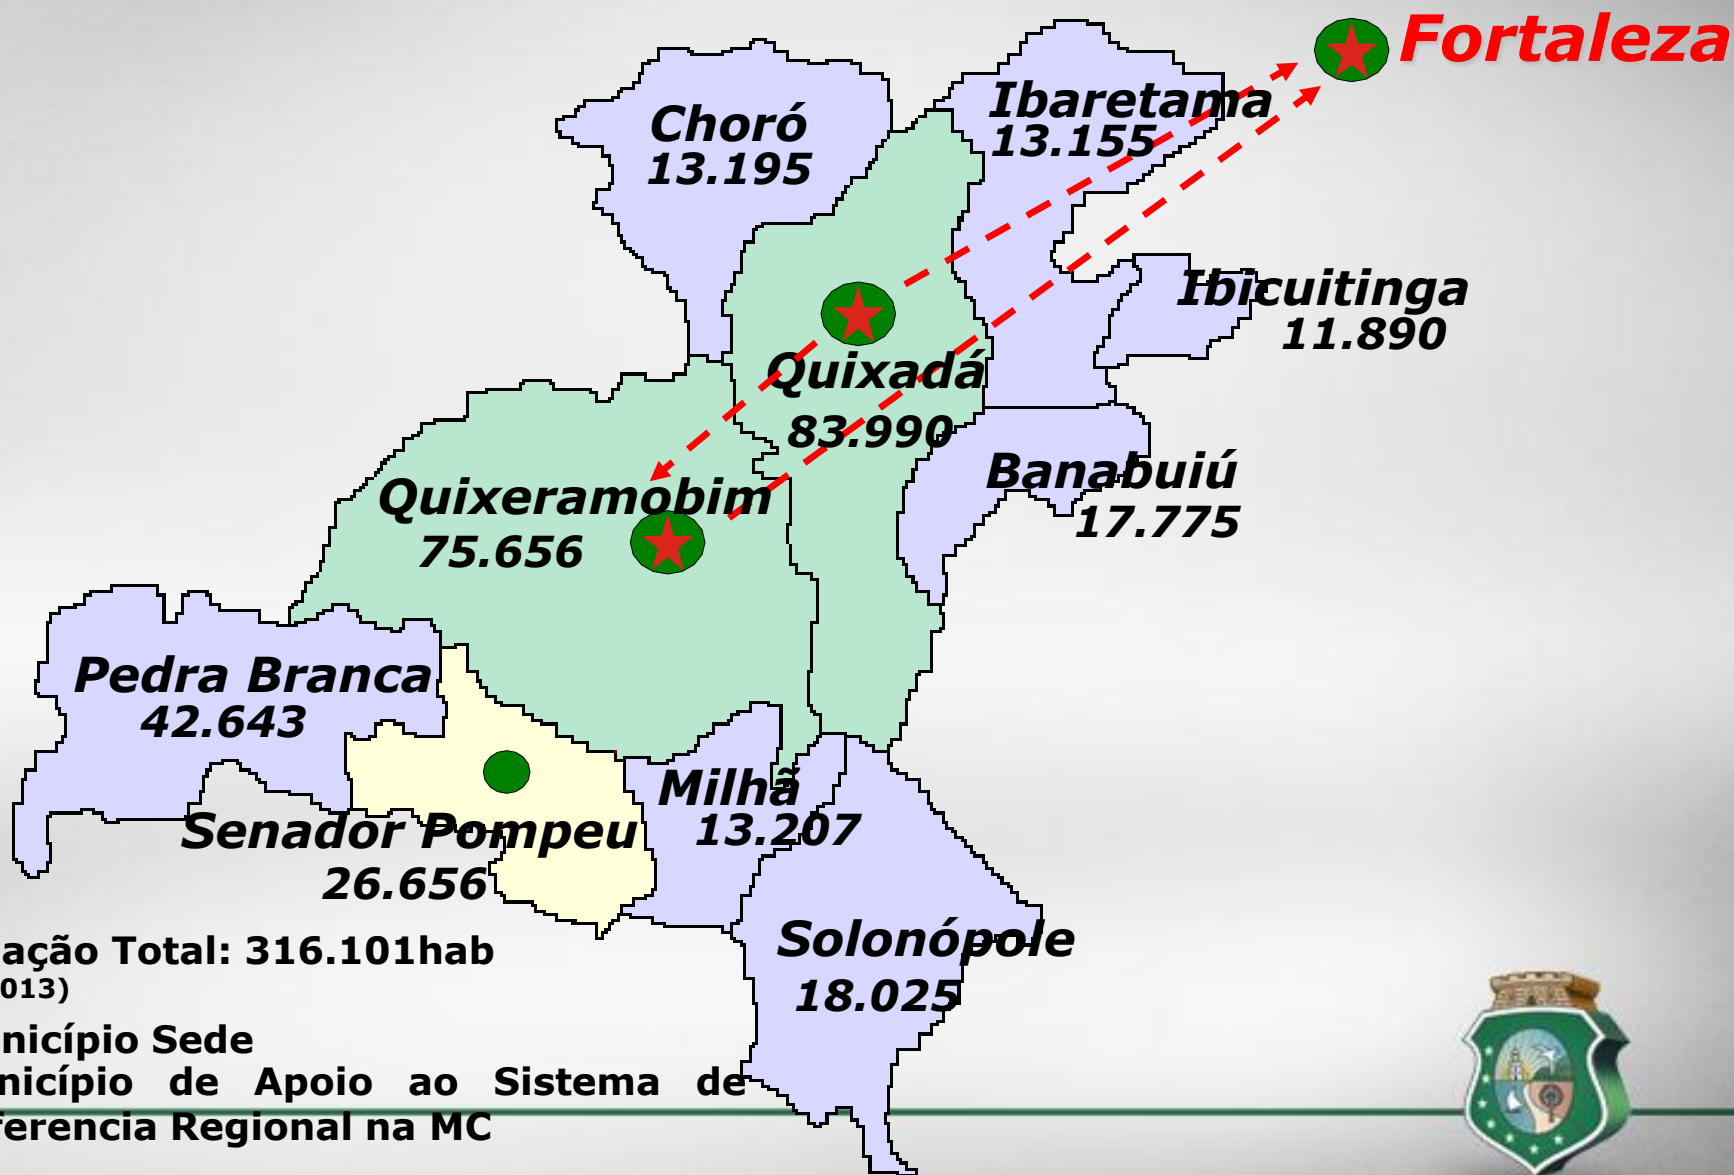 Fortaleza
Ibaretama
13.155
Choró
13.195
Ibicuitinga
11.890
Quixadá
83.990
Banabuiú
17.775
Quixeramobim
75.656
Pedra Branca
42.643
Milhã
13.207
Senador Pompeu
26.656
Solonópole
18.025
ação Total: 316.101hab
013)
nicípio Sede
nicípio de Apoio ao Sistema de
ferencia Regional na MC